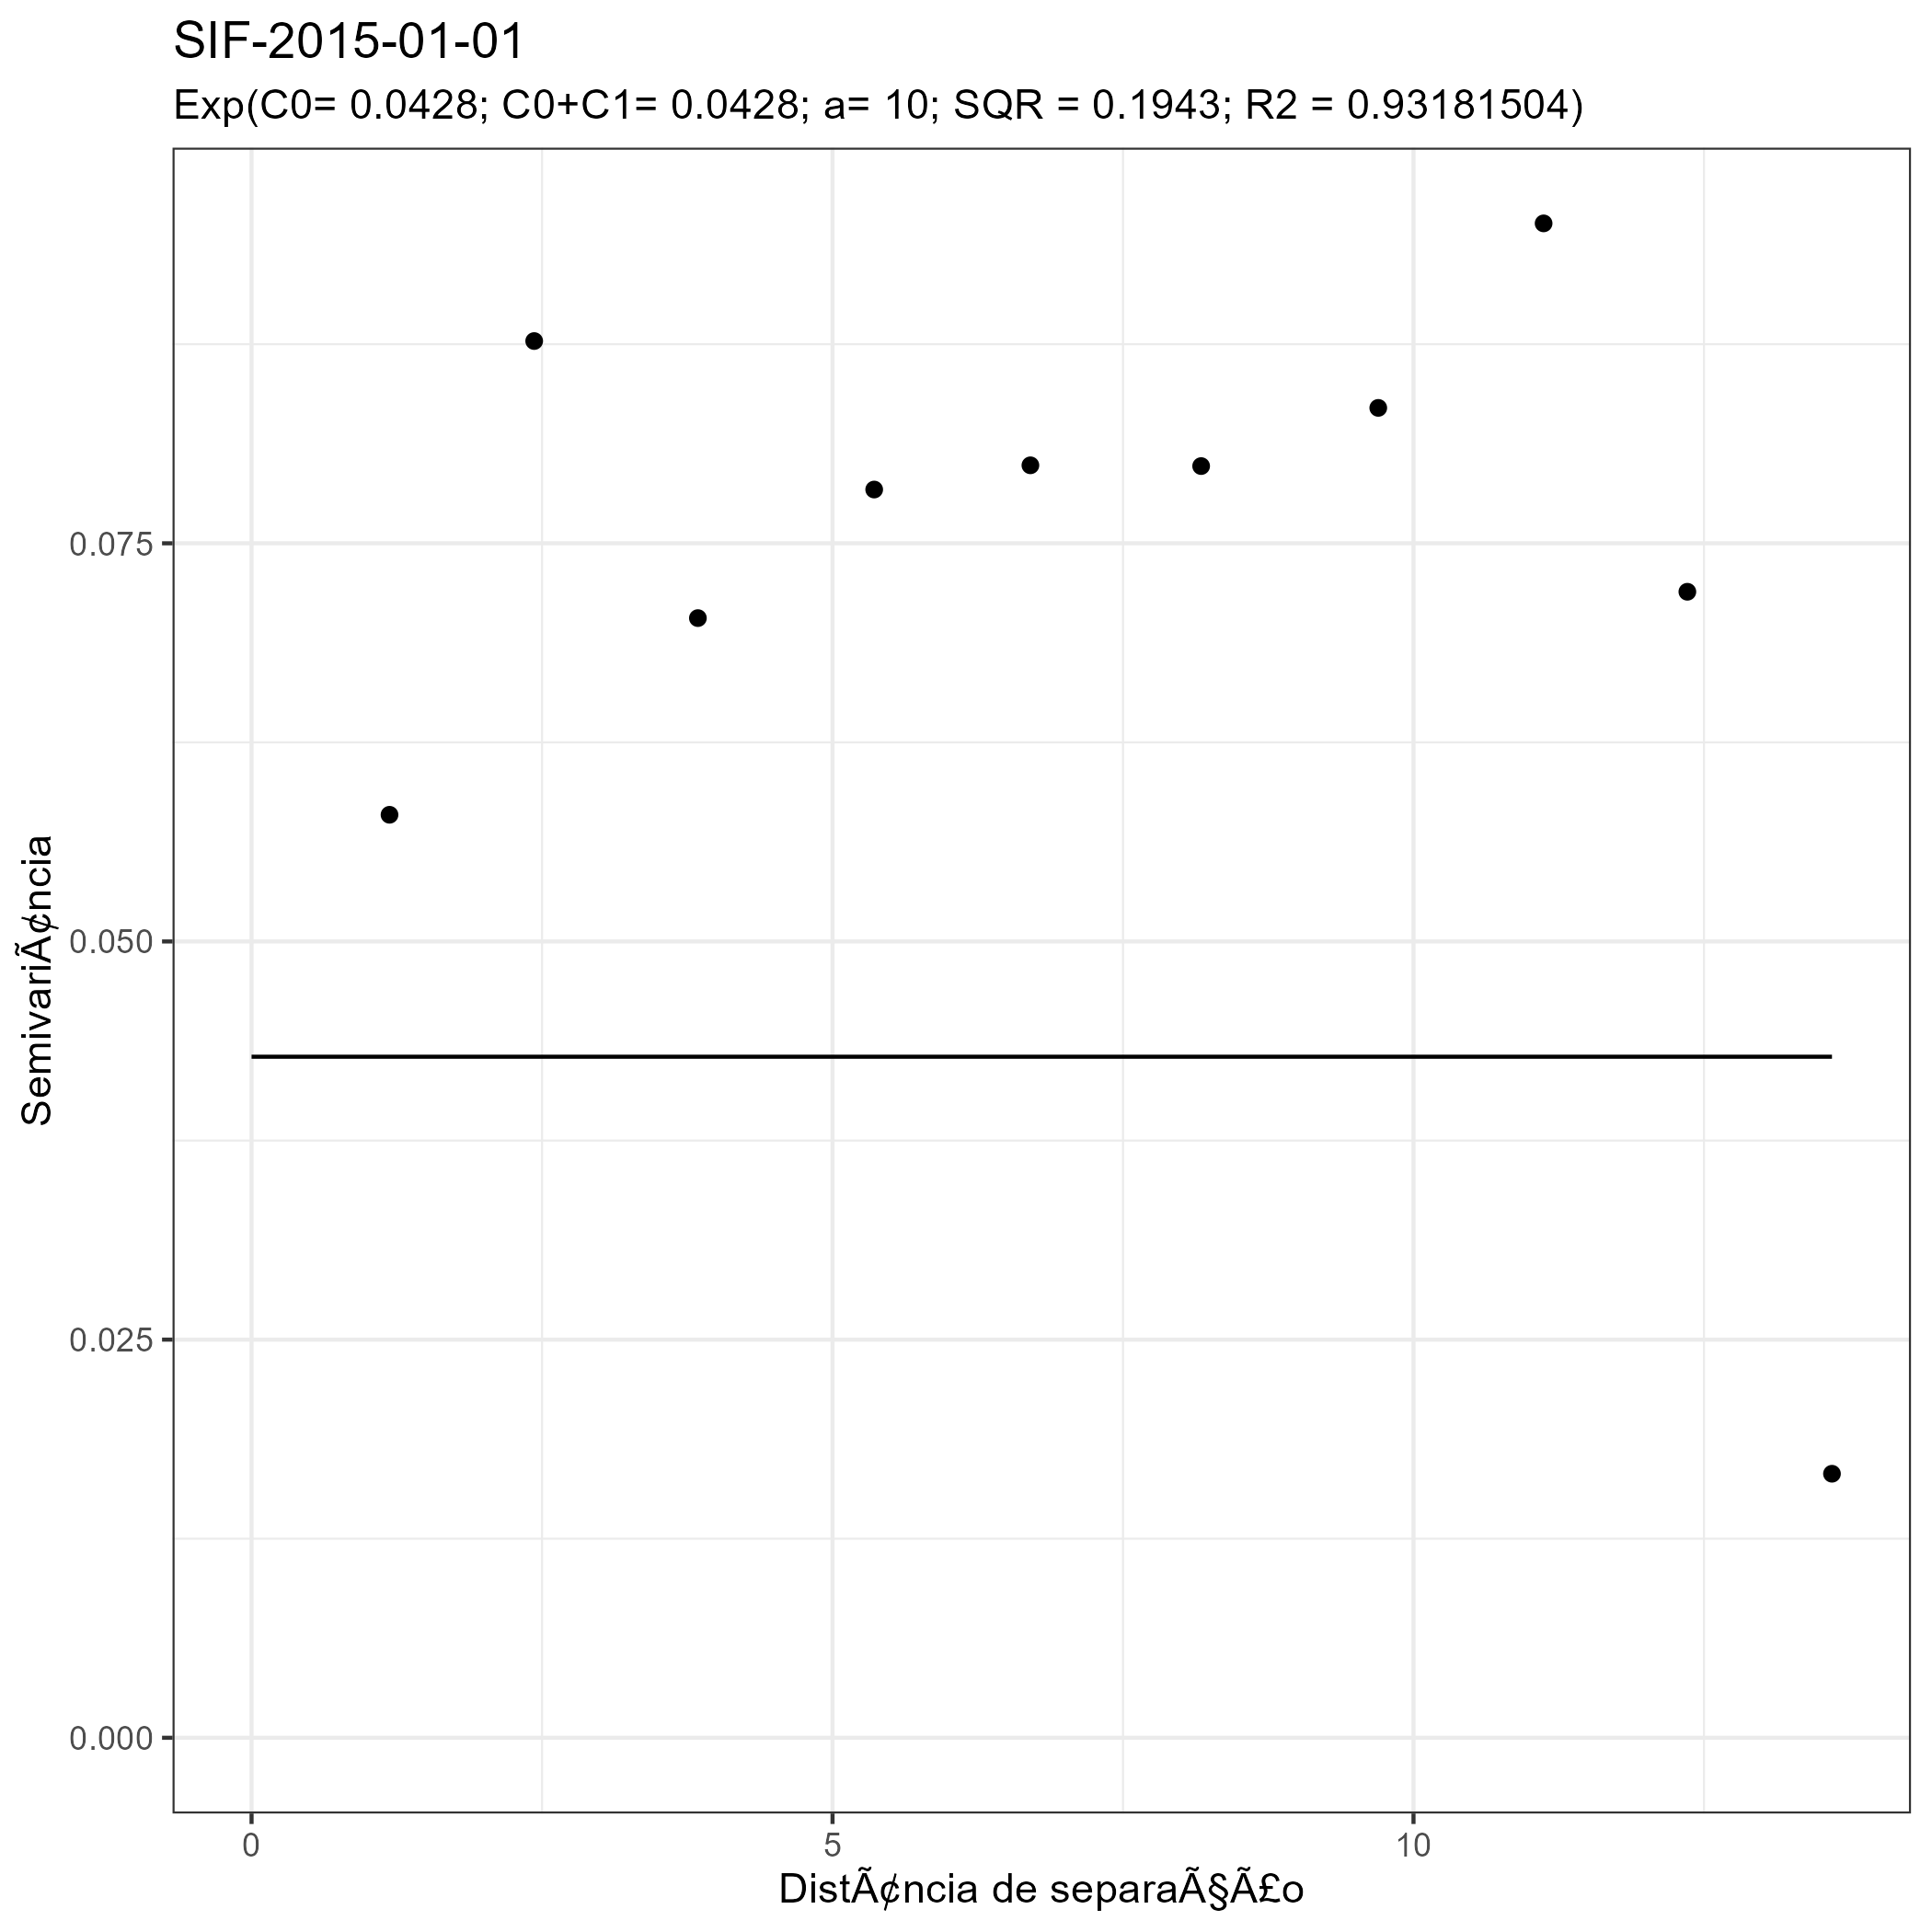 SIF-2015-01-01
Exp(C0= 0.0428; C0+C1= 0.0428; a= 10; SQR = 0.1943; R2 = 0.93181504)
SemivariÃ¢ncia
0.075
0.050
0.025
0.000
0 5 10
DistÃ¢ncia de separaÃ§Ã£o